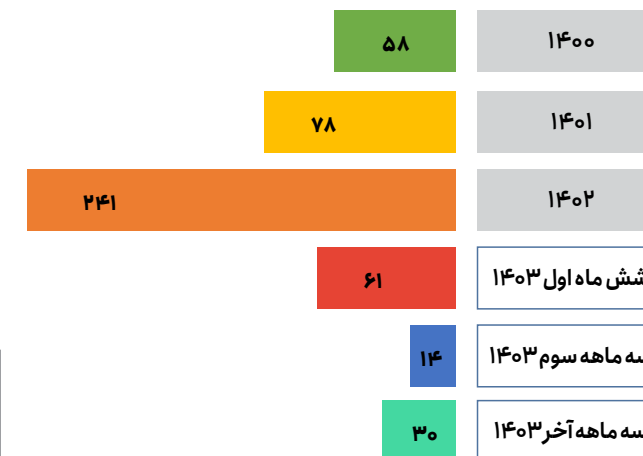 ۱۴۰۰ ۵۸
۱۴۰۱ ۷۸
۱۴۰۲ ۲۴۱
شش ماه اول ۱۴۰۳ ۶۱
سه ماهه سوم ۱۴۰۳ ۱۴
سه ماهه آخر ۱۴۰۳ ۳۰